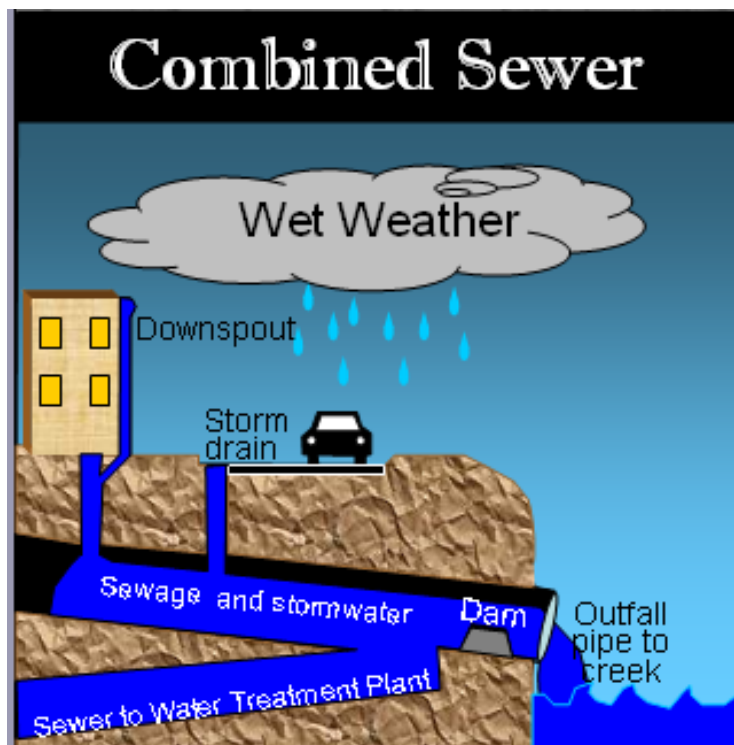 Combined Sewer
Wet Weather
Downspout
Storm
drain
Sewage and stormwater
Dam
Outfall
pipe to
creek
Sewer to Water Treatment Plant